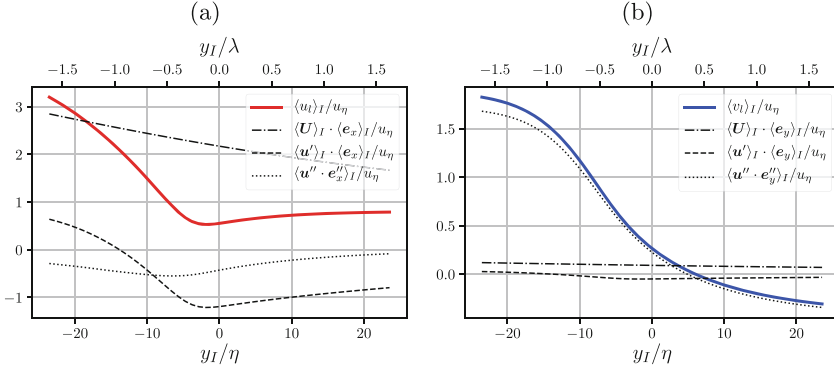 (a)
y_I/λ
−1.5 −1.0 −0.5 0.0 0.5 1.0 1.5
3
2
1
0
−1
⟨u_l⟩_I/u_η
⟨U⟩_I · ⟨e_x⟩_I/u_η
⟨u′⟩_I · ⟨e_x⟩_I/u_η
⟨u″ · e″_x⟩_I/u_η
−20 −10 0 10 20
y_I/η
(b)
y_I/λ
−1.5 −1.0 −0.5 0.0 0.5 1.0 1.5
1.5
1.0
0.5
0.0
⟨v_l⟩_I/u_η
⟨U⟩_I · ⟨e_y⟩_I/u_η
⟨u′⟩_I · ⟨e_y⟩_I/u_η
⟨u″ · e″_y⟩_I/u_η
−20 −10 0 10 20
y_I/η